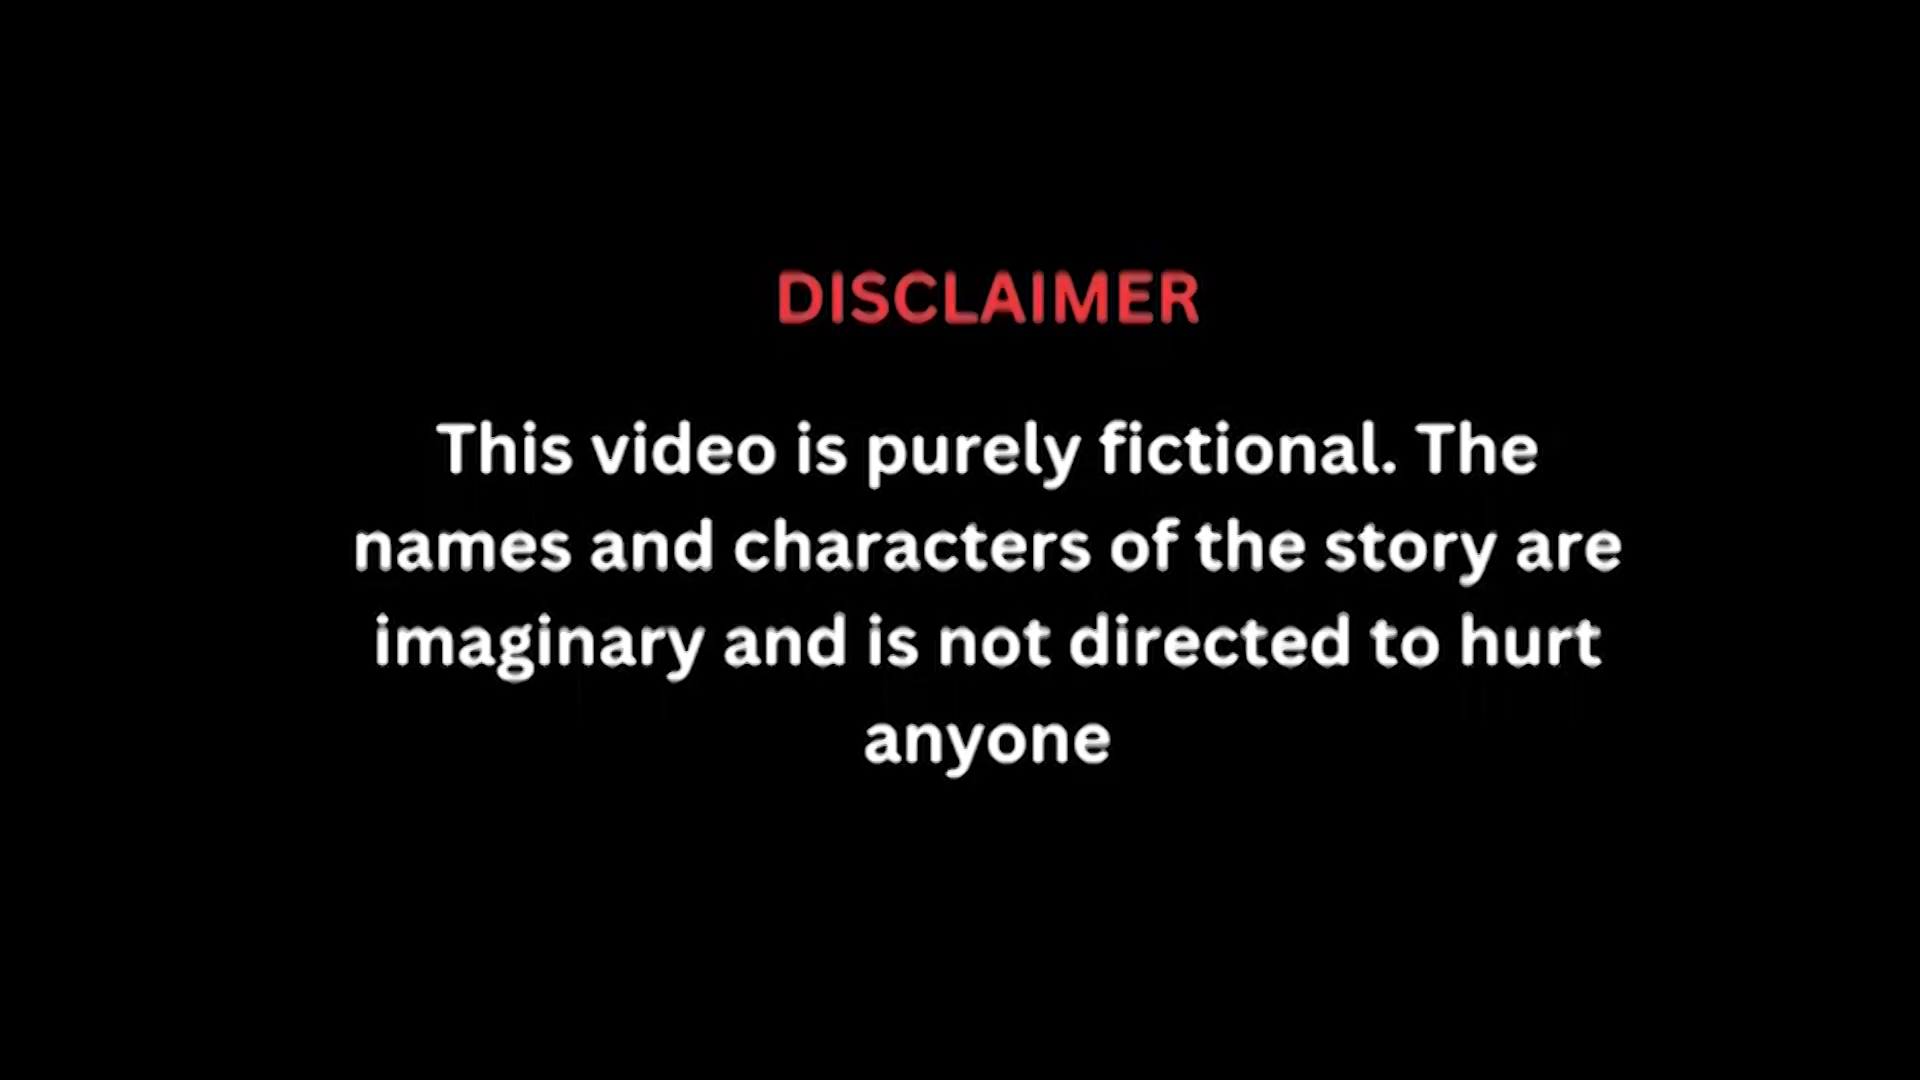 DISCLAIMER
This video is purely fictional. The
names and characters of the story are
imaginary and is not directed to hurt
anyone